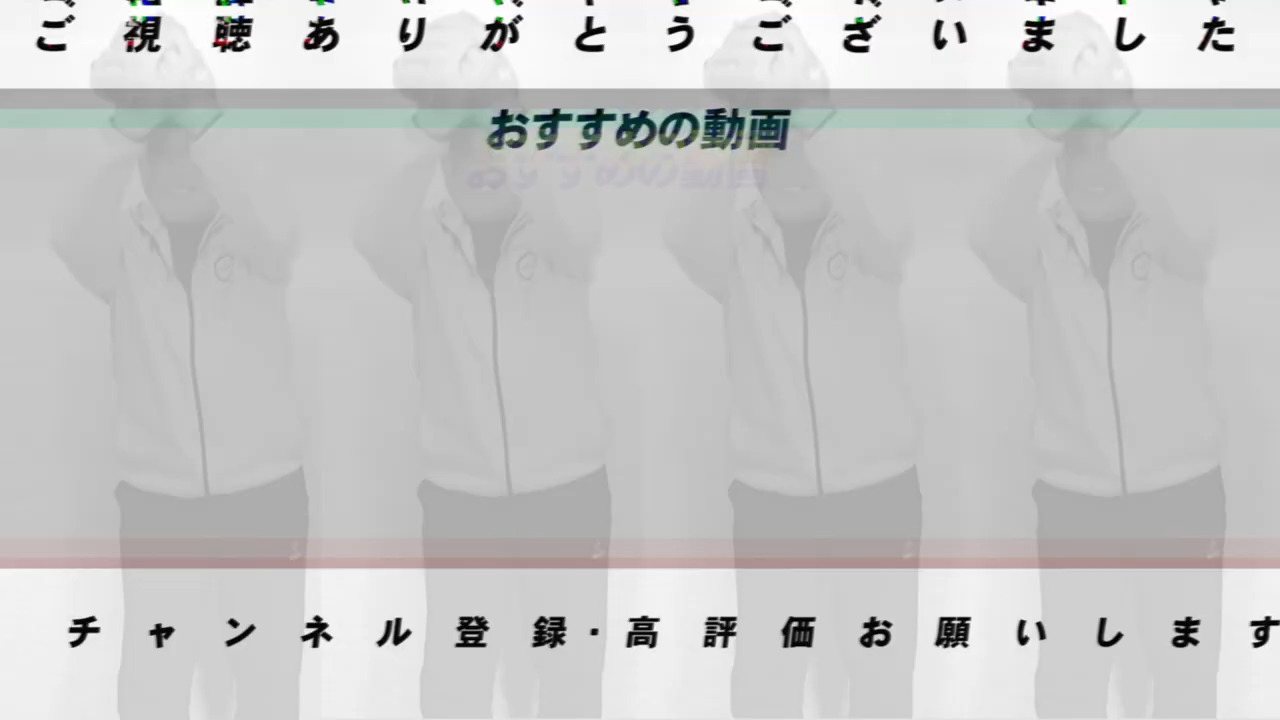 ご視聴ありがとうございました
おすすめの動画
チャンネル登録・高評価お願いします